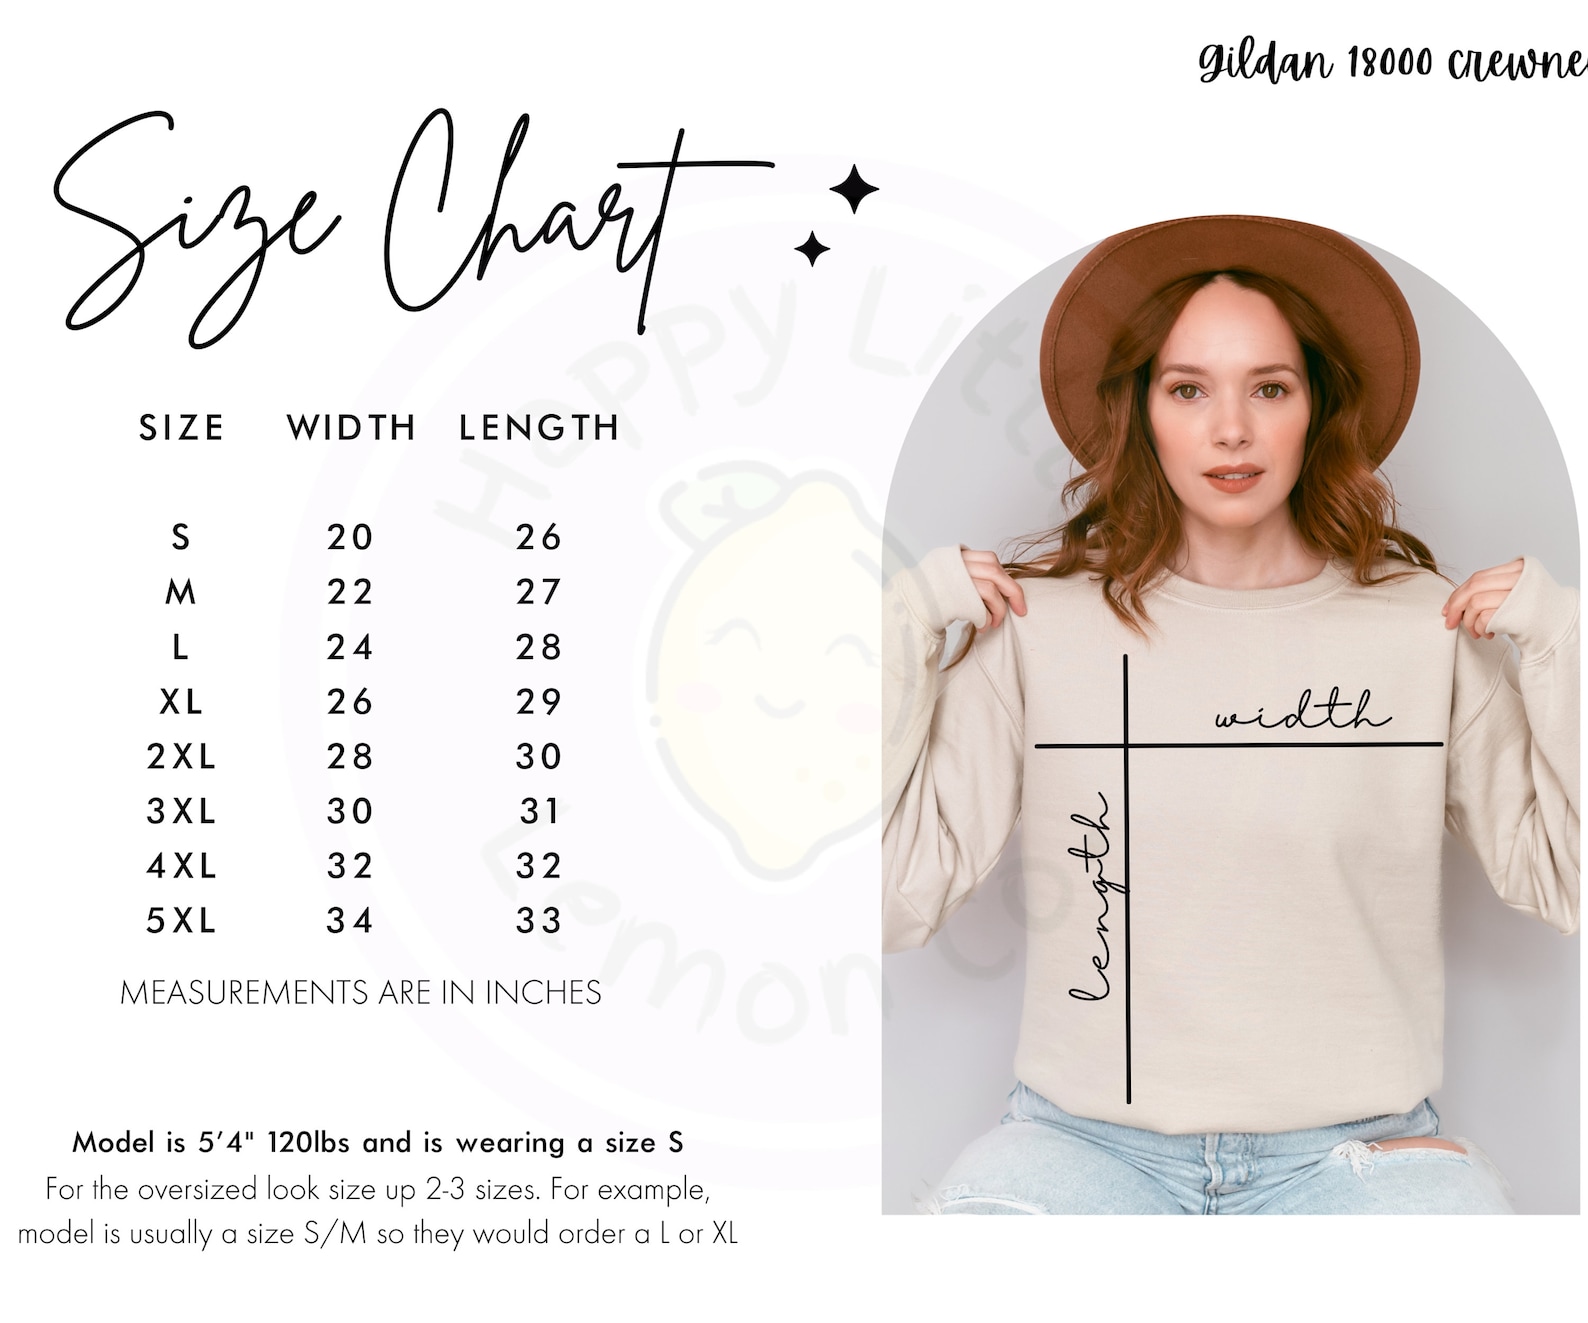 gildan 18000 crewne
Size Chart
SIZE WIDTH LENGTH
S 20 26
M 22 27
L 24 28
XL 26 29
2XL 28 30
3XL 30 31
4XL 32 32
5XL 34 33
MEASUREMENTS ARE IN INCHES
Model is 5’4" 120lbs and is wearing a size S
For the oversized look size up 2-3 sizes. For example,
model is usually a size S/M so they would order a L or XL
width
length
Happy Little
Lemon Co